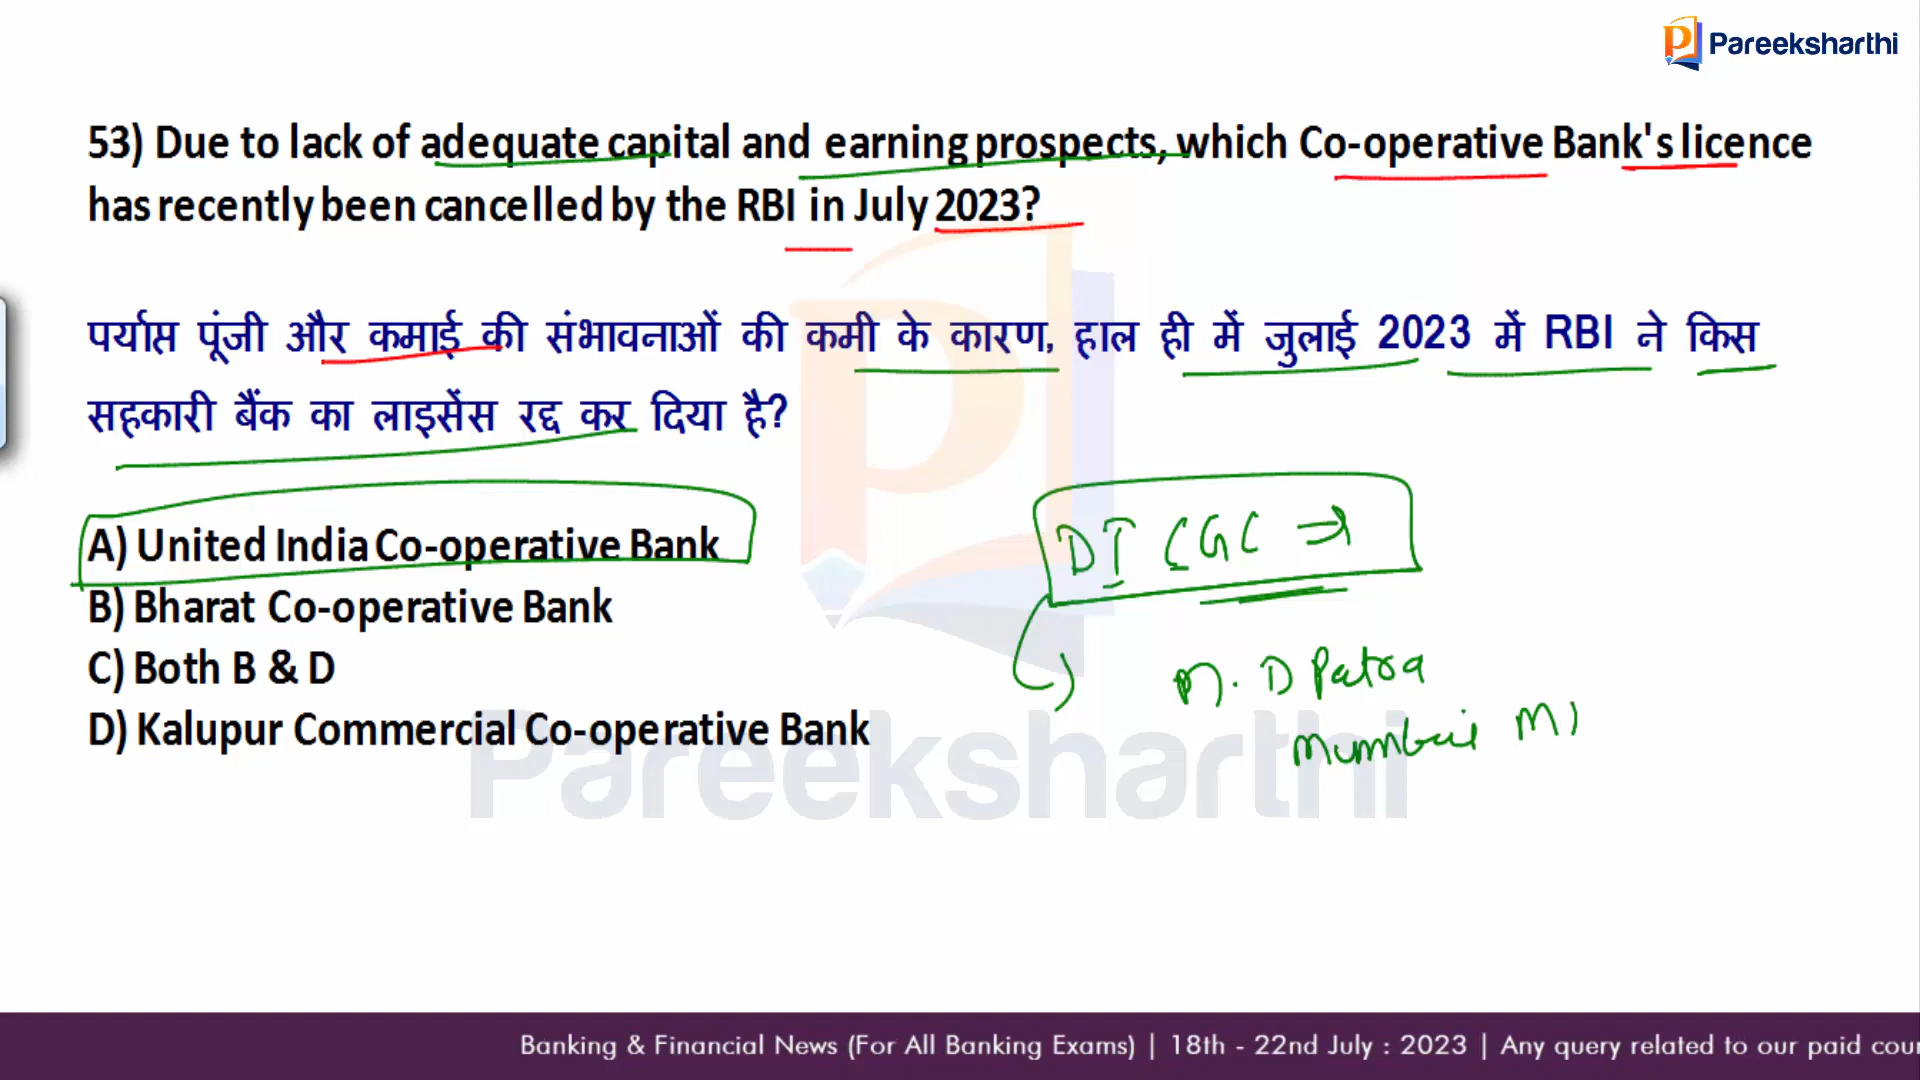 Pareeksharthi
53) Due to lack of adequate capital and earning prospects, which Co-operative Bank's licence
has recently been cancelled by the RBI in July 2023?
पर्याप्त पूंजी और कमाई की संभावनाओं की कमी के कारण, हाल ही में जुलाई 2023 में RBI ने किस
सहकारी बैंक का लाइसेंस रद्द कर दिया है?
A) United India Co-operative Bank
B) Bharat Co-operative Bank
C) Both B & D
D) Kalupur Commercial Co-operative Bank
DICGC →
M. D Patra
Mumbai M
Pareeksharthi
Banking & Financial News (For All Banking Exams) | 18th - 22nd July : 2023 | Any query related to our paid cour